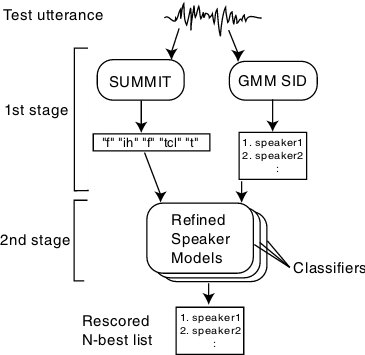 Test utterance
SUMMIT
GMM SID
1st stage
"f" "ih" "f" "tcl" "t"
1. speaker1
2. speaker2
:
2nd stage
Refined
Speaker
Models
Classifiers
Rescored
N-best list
1. speaker1
2. speaker2
: